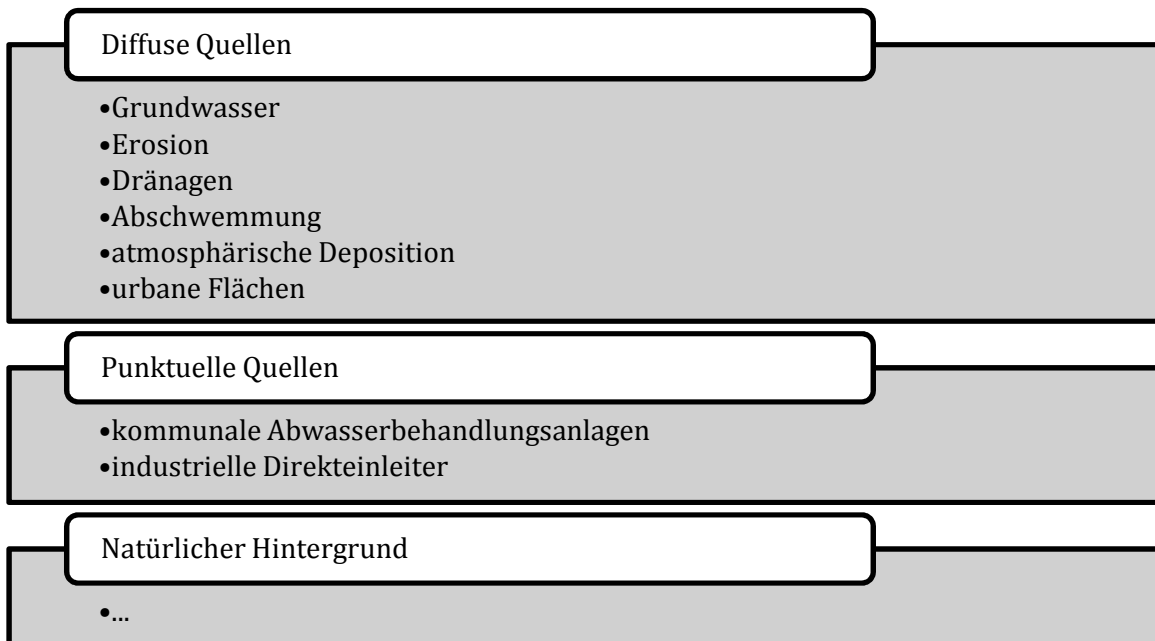 Diffuse Quellen
•Grundwasser
•Erosion
•Dränagen
•Abschwemmung
•atmosphärische Deposition
•urbane Flächen
Punktuelle Quellen
•kommunale Abwasserbehandlungsanlagen
•industrielle Direkteinleiter
Natürlicher Hintergrund
•...